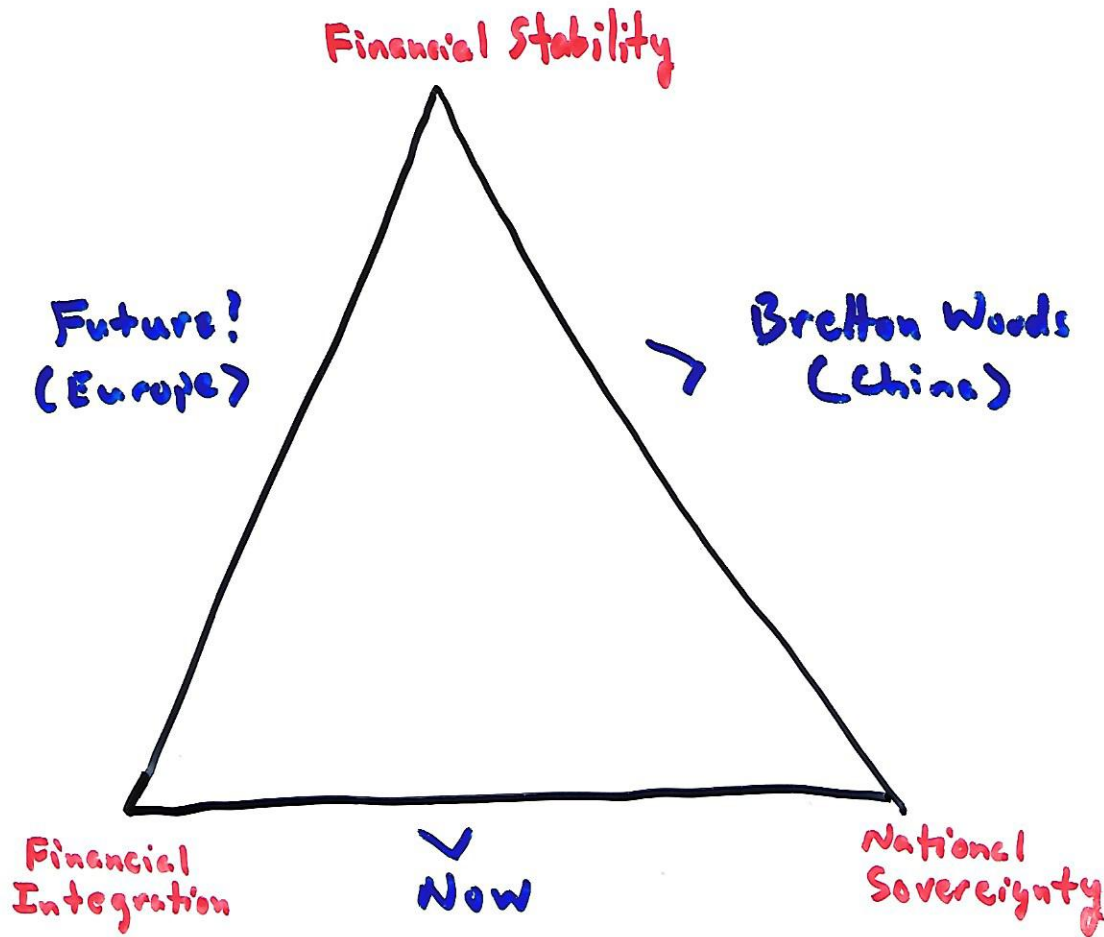 Financial Stability
Future?
(Europe)
Bretton Woods
(China)
Financial
Integration
Now
National
Sovereignty